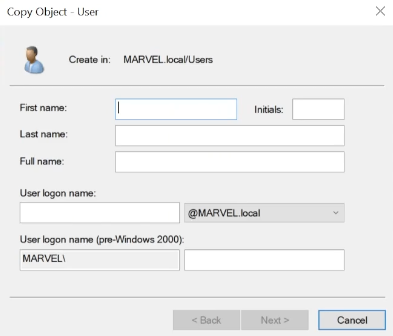 Copy Object - User
Create in: MARVEL.local/Users
First name: Initials:
Last name:
Full name:
User logon name:
@MARVEL.local
User logon name (pre-Windows 2000):
MARVEL\
< Back Next > Cancel